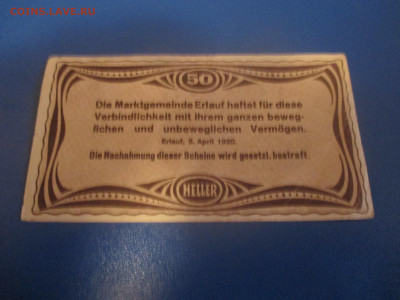 COINS.LAVE.RU
50
Die Marktgemeinde Erlauf haftet für diese
Verbindlichkeit mit ihrem ganzen beweg-
lichen und unbeweglichen Vermögen.
Erlauf, April 1920.
Die Nachahmung dieser Scheine wird gesetzl. bestraft.
HELLER